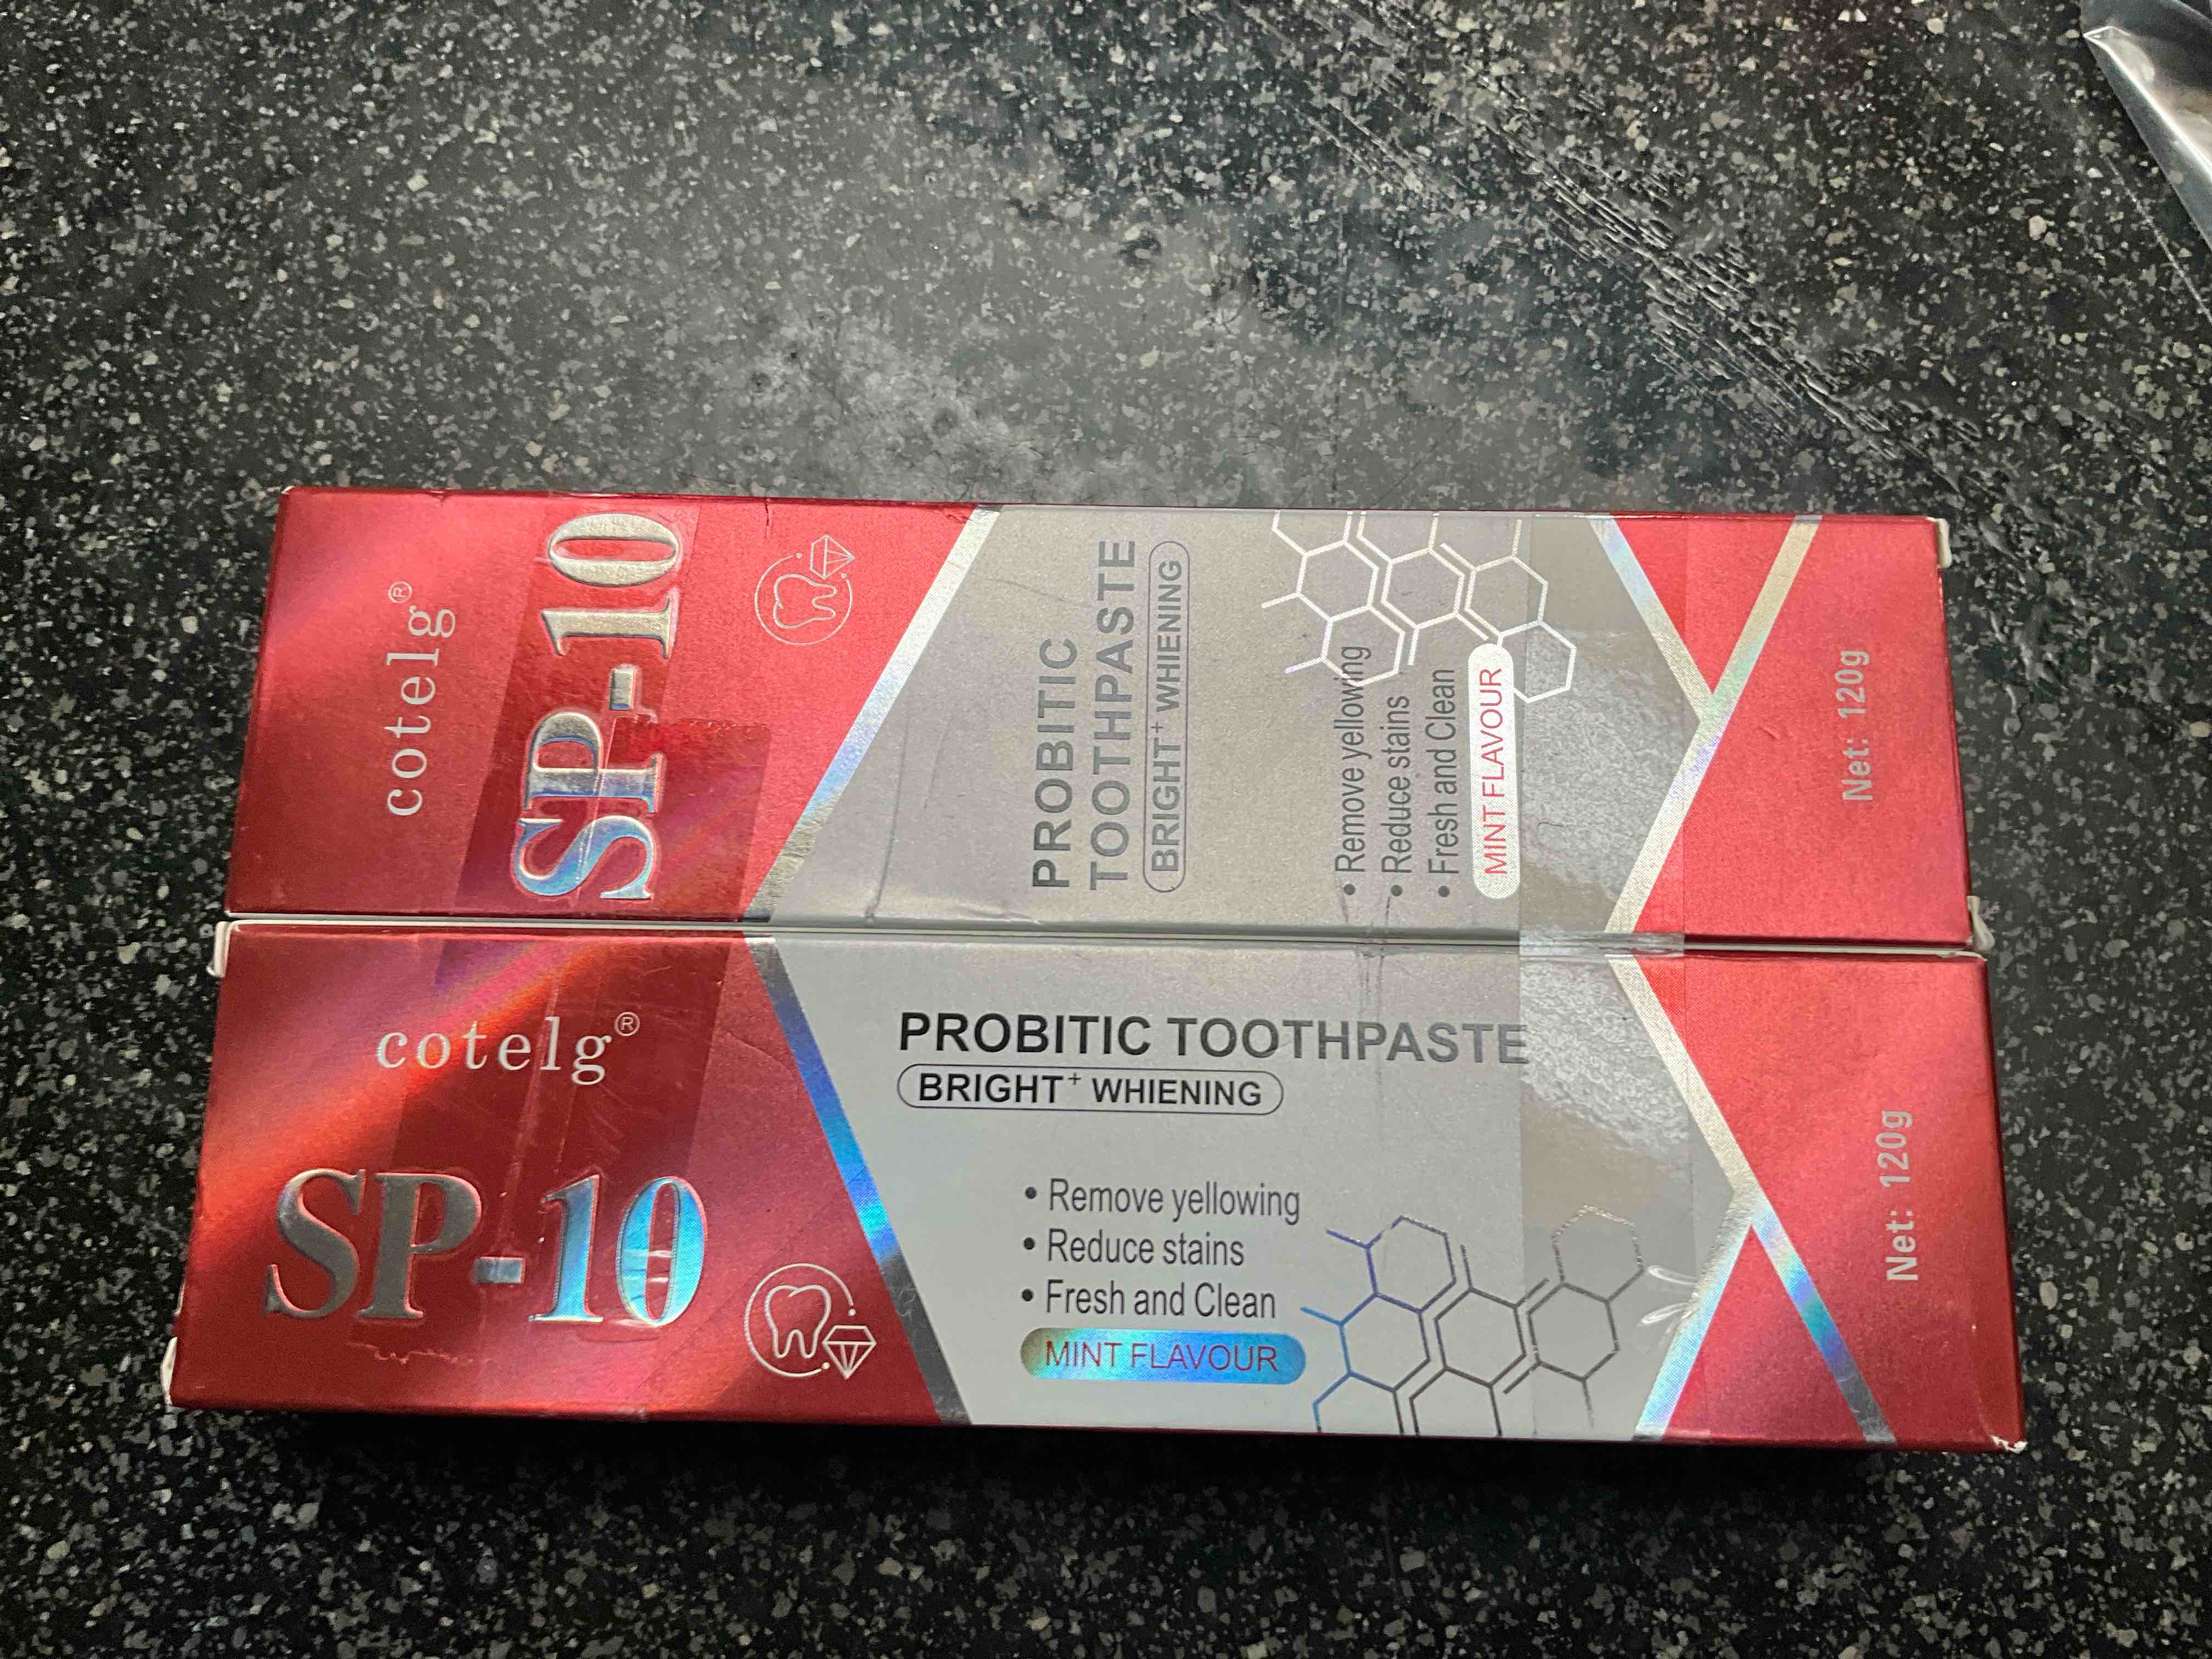 cotelg®
SP-10
PROBITIC
TOOTHPASTE
BRIGHT+ WHIENING
• Remove yellowing
• Reduce stains
• Fresh and Clean
MINT FLAVOUR
Net: 120g
cotelg®
SP-10
PROBITIC TOOTHPASTE
BRIGHT+ WHIENING
• Remove yellowing
• Reduce stains
• Fresh and Clean
MINT FLAVOUR
Net: 120g